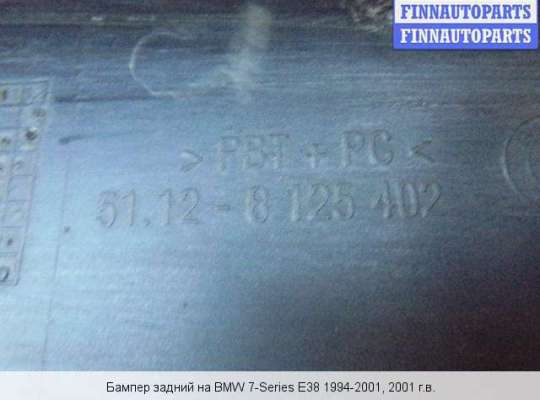 FINNAUTOPARTS
FINNAUTOPARTS
> PBT + PC <
51.12 - 8 125 402
Бампер задний на BMW 7-Series E38 1994-2001, 2001 г.в.